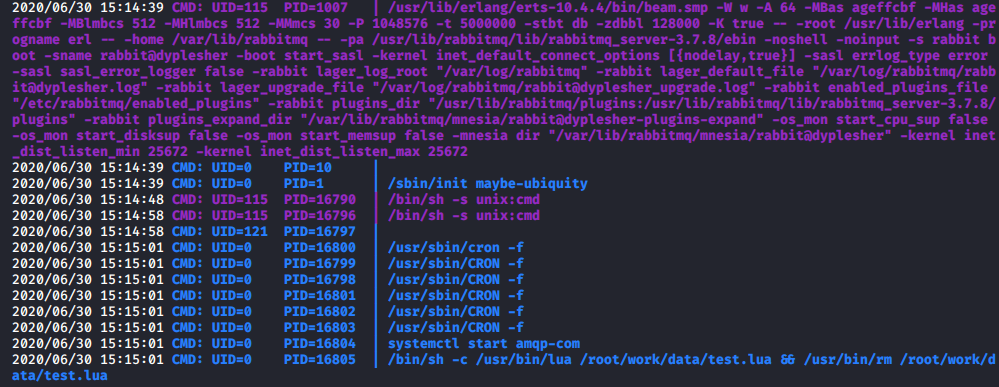 2020/06/30 15:14:39 CMD: UID=115  PID=1007   | /usr/lib/erlang/erts-10.4.4/bin/beam.smp -W w -A 64 -MBas ageffcbf -MHas age
ffcbf -MBlmbcs 512 -MHlmbcs 512 -MMmcs 30 -P 1048576 -t 5000000 -stbt db -zdbbl 128000 -K true -- -root /usr/lib/erlang -pr
ogname erl -- -home /var/lib/rabbitmq -- -pa /usr/lib/rabbitmq/lib/rabbitmq_server-3.7.8/ebin -noshell -noinput -s rabbit b
oot -sname rabbit@dyplesher -boot start_sasl -kernel inet_default_connect_options [{nodelay,true}] -sasl errlog_type error
-sasl sasl_error_logger false -rabbit lager_log_root "/var/log/rabbitmq" -rabbit lager_default_file "/var/log/rabbitmq/rabb
it@dyplesher.log" -rabbit lager_upgrade_file "/var/log/rabbitmq/rabbit@dyplesher_upgrade.log" -rabbit enabled_plugins_file
"/etc/rabbitmq/enabled_plugins" -rabbit plugins_dir "/usr/lib/rabbitmq/plugins:/usr/lib/rabbitmq/lib/rabbitmq_server-3.7.8/
plugins" -rabbit plugins_expand_dir "/var/lib/rabbitmq/mnesia/rabbit@dyplesher-plugins-expand" -os_mon start_cpu_sup false
-os_mon start_disksup false -os_mon start_memsup false -mnesia dir "/var/lib/rabbitmq/mnesia/rabbit@dyplesher" -kernel inet
_dist_listen_min 25672 -kernel inet_dist_listen_max 25672
2020/06/30 15:14:39 CMD: UID=0    PID=10     |
2020/06/30 15:14:39 CMD: UID=0    PID=1      | /sbin/init maybe-ubiquity
2020/06/30 15:14:48 CMD: UID=115  PID=16790  | /bin/sh -s unix:cmd
2020/06/30 15:14:58 CMD: UID=115  PID=16796  | /bin/sh -s unix:cmd
2020/06/30 15:14:58 CMD: UID=121  PID=16797  |
2020/06/30 15:15:01 CMD: UID=0    PID=16800  | /usr/sbin/cron -f
2020/06/30 15:15:01 CMD: UID=0    PID=16799  | /usr/sbin/CRON -f
2020/06/30 15:15:01 CMD: UID=0    PID=16798  | /usr/sbin/CRON -f
2020/06/30 15:15:01 CMD: UID=0    PID=16801  | /usr/sbin/CRON -f
2020/06/30 15:15:01 CMD: UID=0    PID=16802  | /usr/sbin/CRON -f
2020/06/30 15:15:01 CMD: UID=0    PID=16803  | /usr/sbin/CRON -f
2020/06/30 15:15:01 CMD: UID=0    PID=16804  | systemctl start amqp-com
2020/06/30 15:15:01 CMD: UID=0    PID=16805  | /bin/sh -c /usr/bin/lua /root/work/data/test.lua && /usr/bin/rm /root/work/d
ata/test.lua